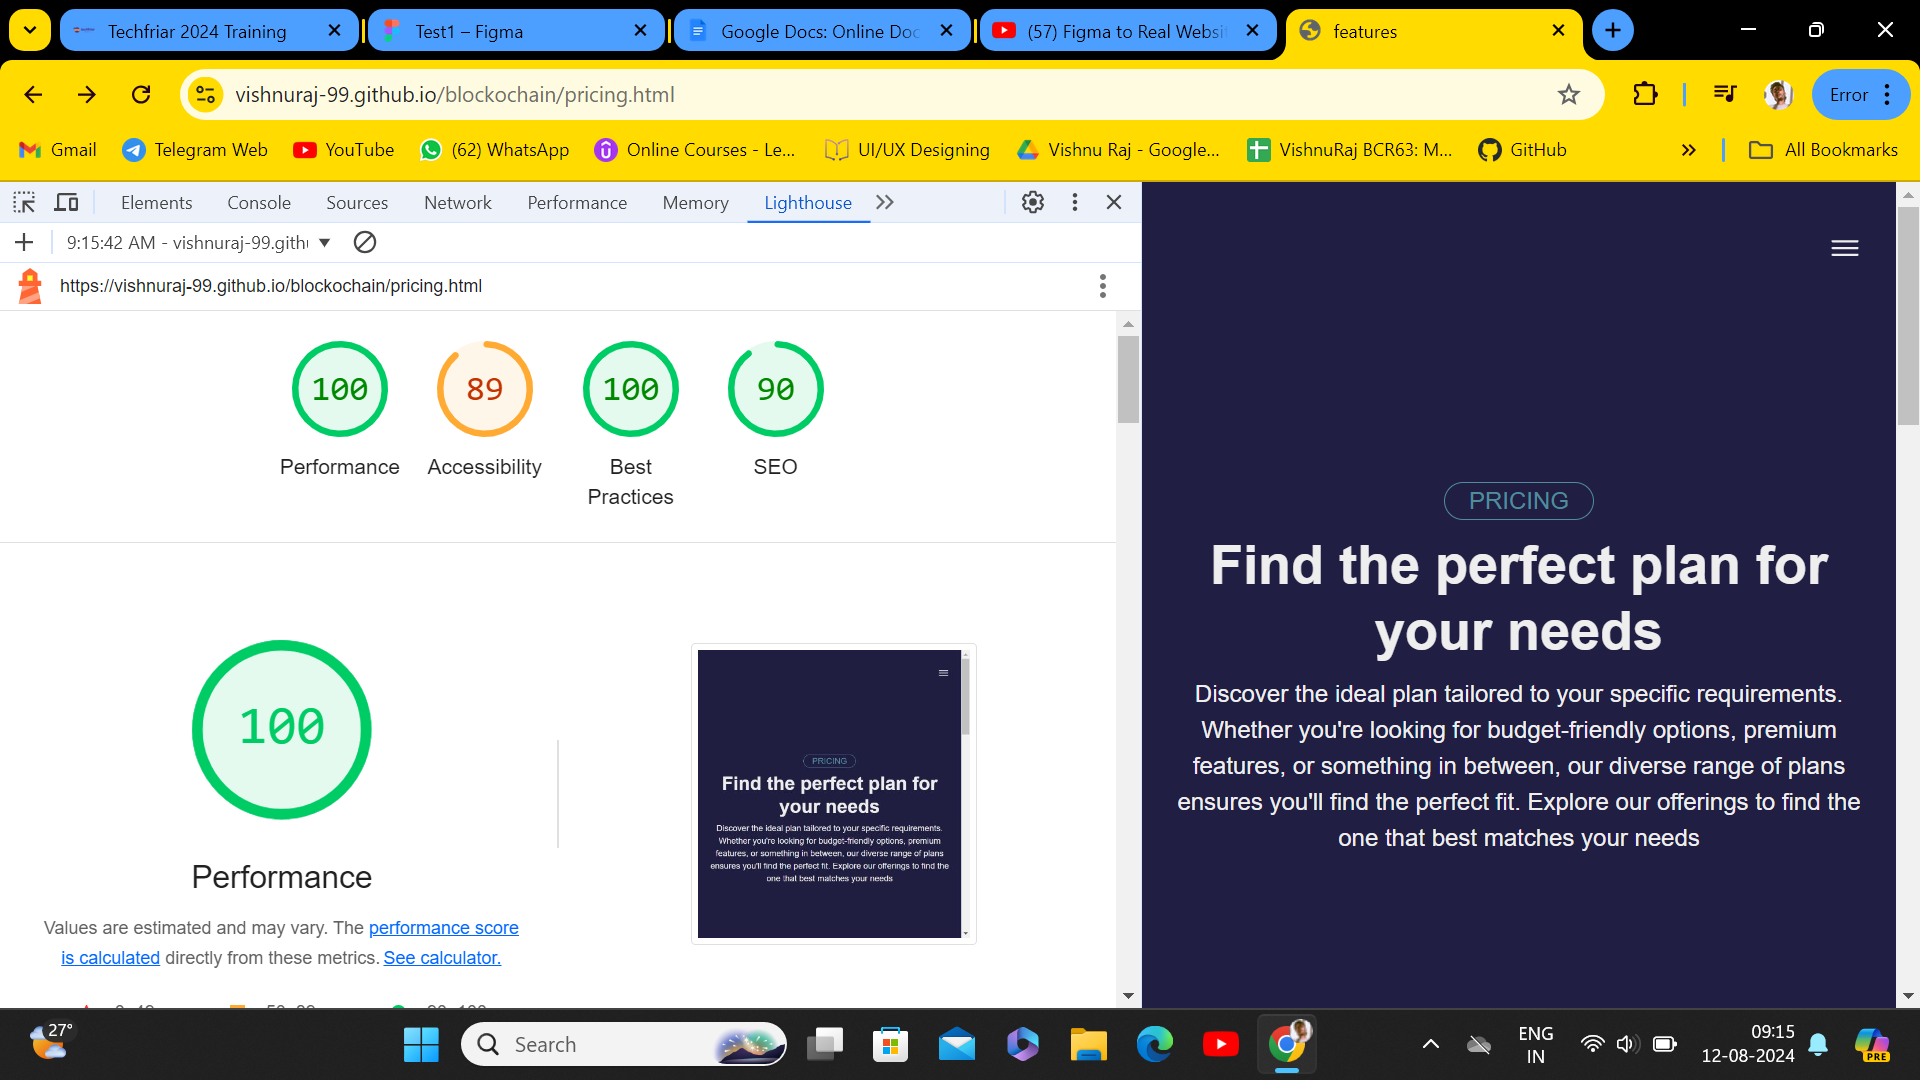 Techfriar 2024 Training
Test1 – Figma
Google Docs: Online Doc
(57) Figma to Real Websi
features
vishnuraj-99.github.io/blockochain/pricing.html
Error
Gmail
Telegram Web
YouTube
(62) WhatsApp
Online Courses - Le...
UI/UX Designing
Vishnu Raj - Google...
VishnuRaj BCR63: M...
GitHub
All Bookmarks
Elements
Console
Sources
Network
Performance
Memory
Lighthouse
9:15:42 AM - vishnuraj-99.gith
https://vishnuraj-99.github.io/blockochain/pricing.html
100
89
100
90
Performance
Accessibility
Best
Practices
SEO
100
Performance
Values are estimated and may vary. The performance score
is calculated directly from these metrics. See calculator.
PRICING
Find the perfect plan for
your needs
Discover the ideal plan tailored to your specific requirements.
Whether you're looking for budget-friendly options, premium
features, or something in between, our diverse range of plans
ensures you'll find the perfect fit. Explore our offerings to find the
one that best matches your needs
PRICING
Find the perfect plan for
your needs
Discover the ideal plan tailored to your specific requirements.
Whether you're looking for budget-friendly options, premium
features, or something in between, our diverse range of plans
ensures you'll find the perfect fit. Explore our offerings to find the
one that best matches your needs
27°
Search
ENG
IN
09:15
12-08-2024
PRE